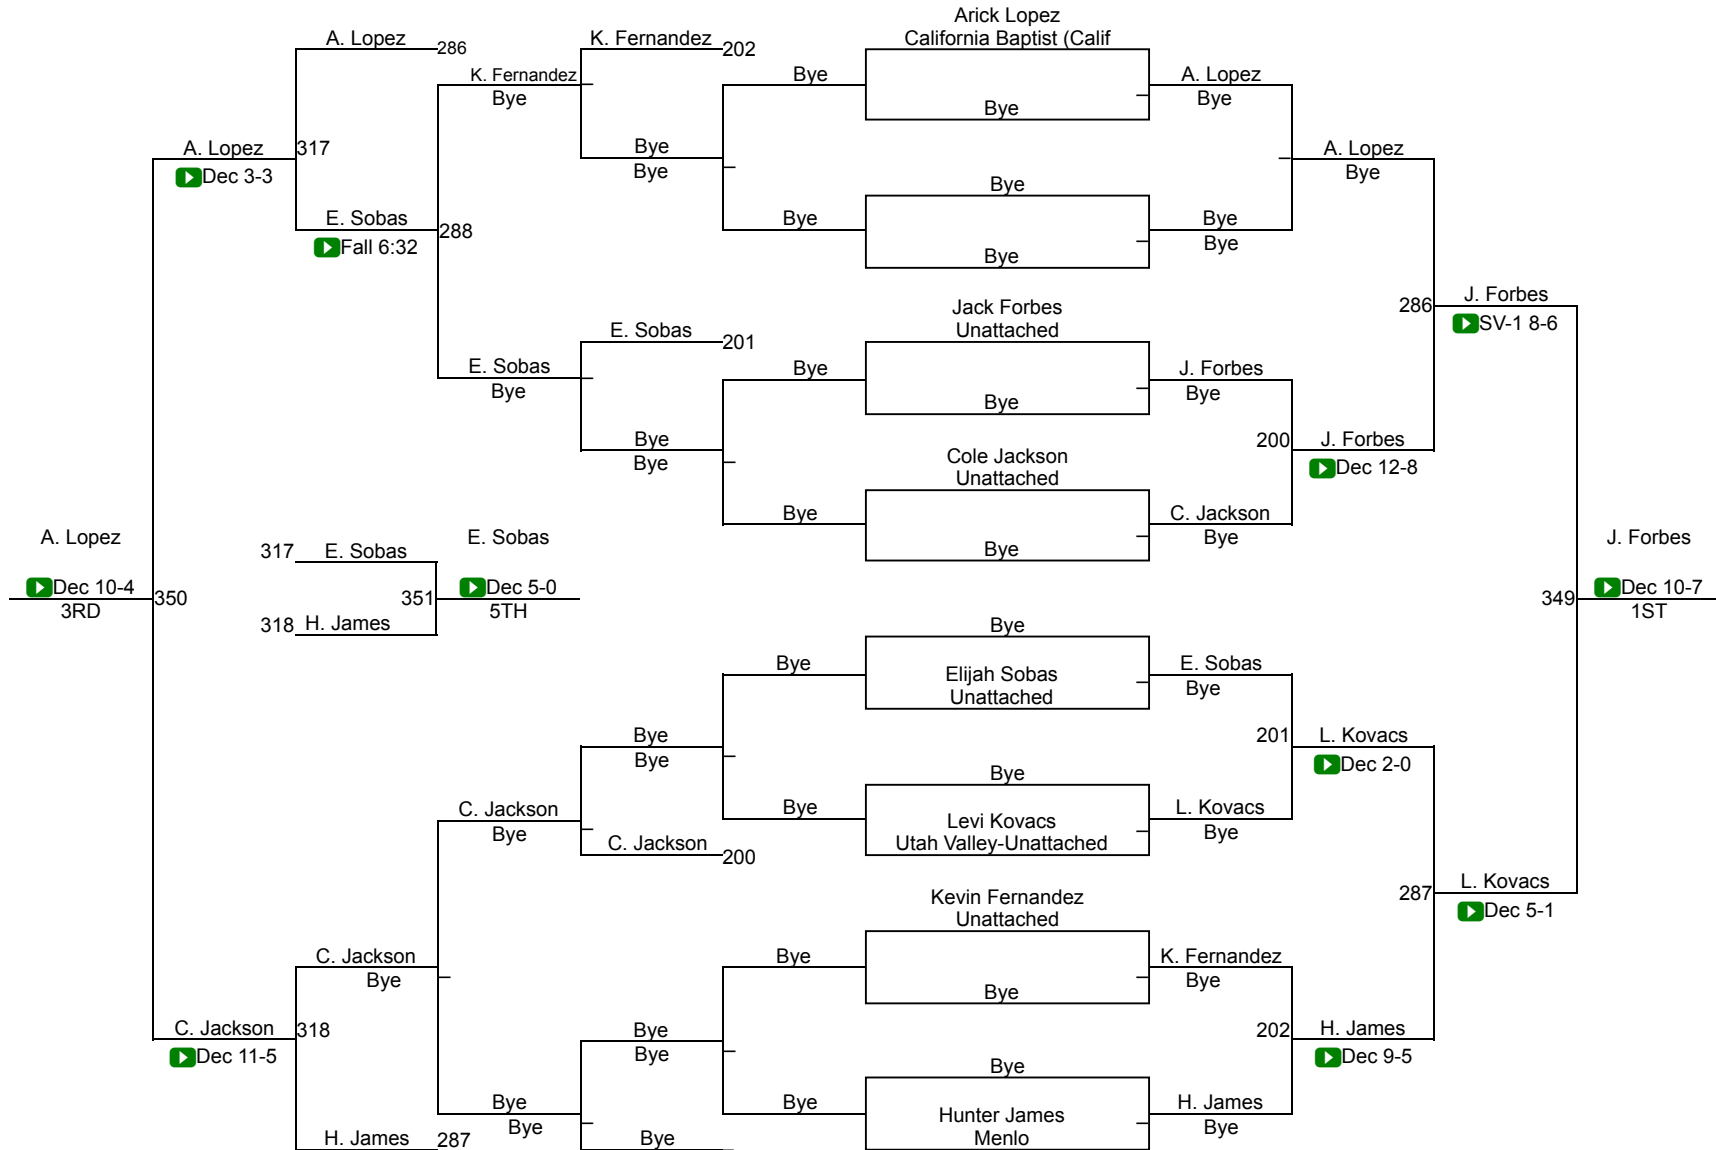 Arick Lopez
A. Lopez
286
K. Fernandez
202
California Baptist (Calif
K. Fernandez
Bye
Bye
A. Lopez
Bye
Bye
A. Lopez
317
Bye
A. Lopez
Dec 3-3
Bye
Bye
Bye
E. Sobas
288
Bye
Bye
Fall 6:32
Bye
Bye
Jack Forbes
286
J. Forbes
E. Sobas
201
Unattached
SV-1 8-6
E. Sobas
Bye
J. Forbes
Bye
Bye
Bye
Bye
200
J. Forbes
Bye
Cole Jackson
Dec 12-8
Unattached
Bye
C. Jackson
A. Lopez
317
E. Sobas
E. Sobas
Bye
Bye
J. Forbes
Dec 10-4
350
351
Dec 5-0
349
Dec 10-7
3RD
318
H. James
5TH
1ST
Bye
Bye
Elijah Sobas
E. Sobas
Unattached
Bye
Bye
201
L. Kovacs
Bye
Bye
Dec 2-0
C. Jackson
Bye
Levi Kovacs
L. Kovacs
Bye
C. Jackson
200
Utah Valley-Unattached
Bye
Kevin Fernandez
287
L. Kovacs
Unattached
Dec 5-1
C. Jackson
Bye
K. Fernandez
Bye
Bye
Bye
C. Jackson
318
Bye
202
H. James
Dec 11-5
Bye
Bye
Dec 9-5
Bye
Bye
Hunter James
H. James
Bye
H. James
287
Bye
Menlo
Bye